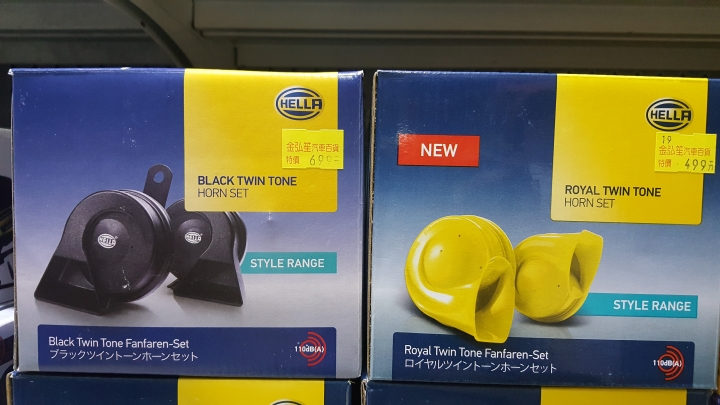 HELLA
金弘笙汽車百貨
特價
BLACK TWIN TONE
HORN SET
HELLA
HELLA
STYLE RANGE
Black Twin Tone Fanfaren-Set
ブラックツイントーンホーンセット
110dB(A)
HELLA
NEW
19
金弘笙汽車百貨
特價 499元
ROYAL TWIN TONE
HORN SET
STYLE RANGE
Royal Twin Tone Fanfaren-Set
ロイヤルツイントーンホーンセット
110dB(A)